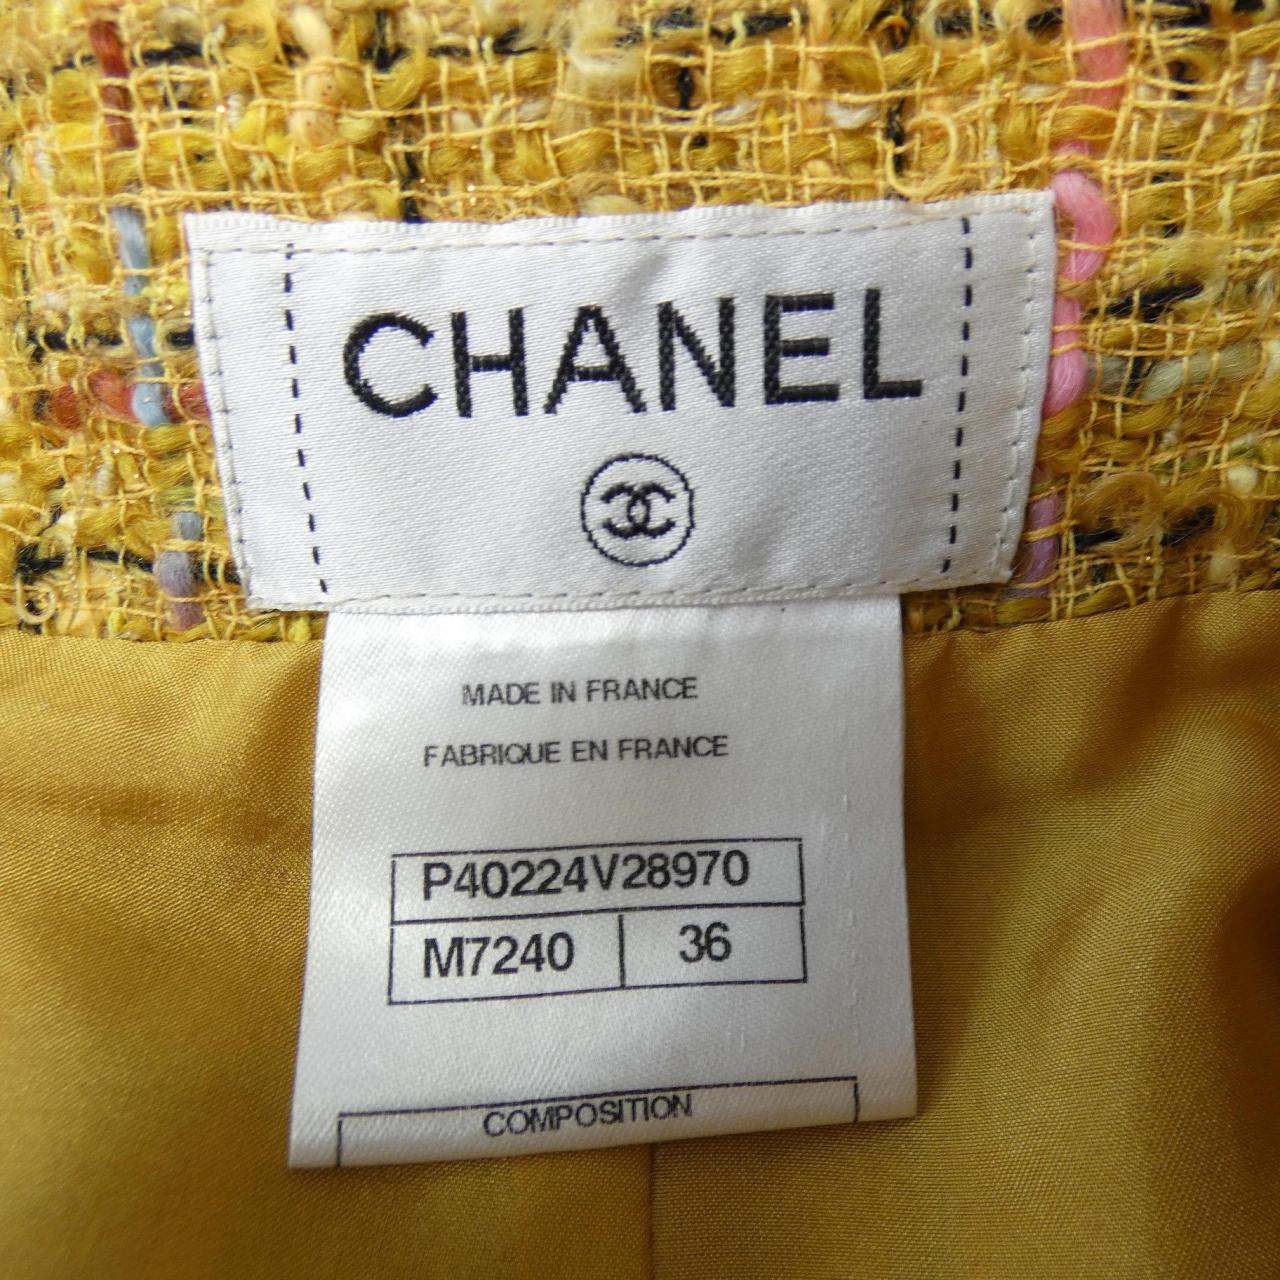 CHANEL
MADE IN FRANCE
FABRIQUE EN FRANCE
P40224V28970
M7240 36
COMPOSITION